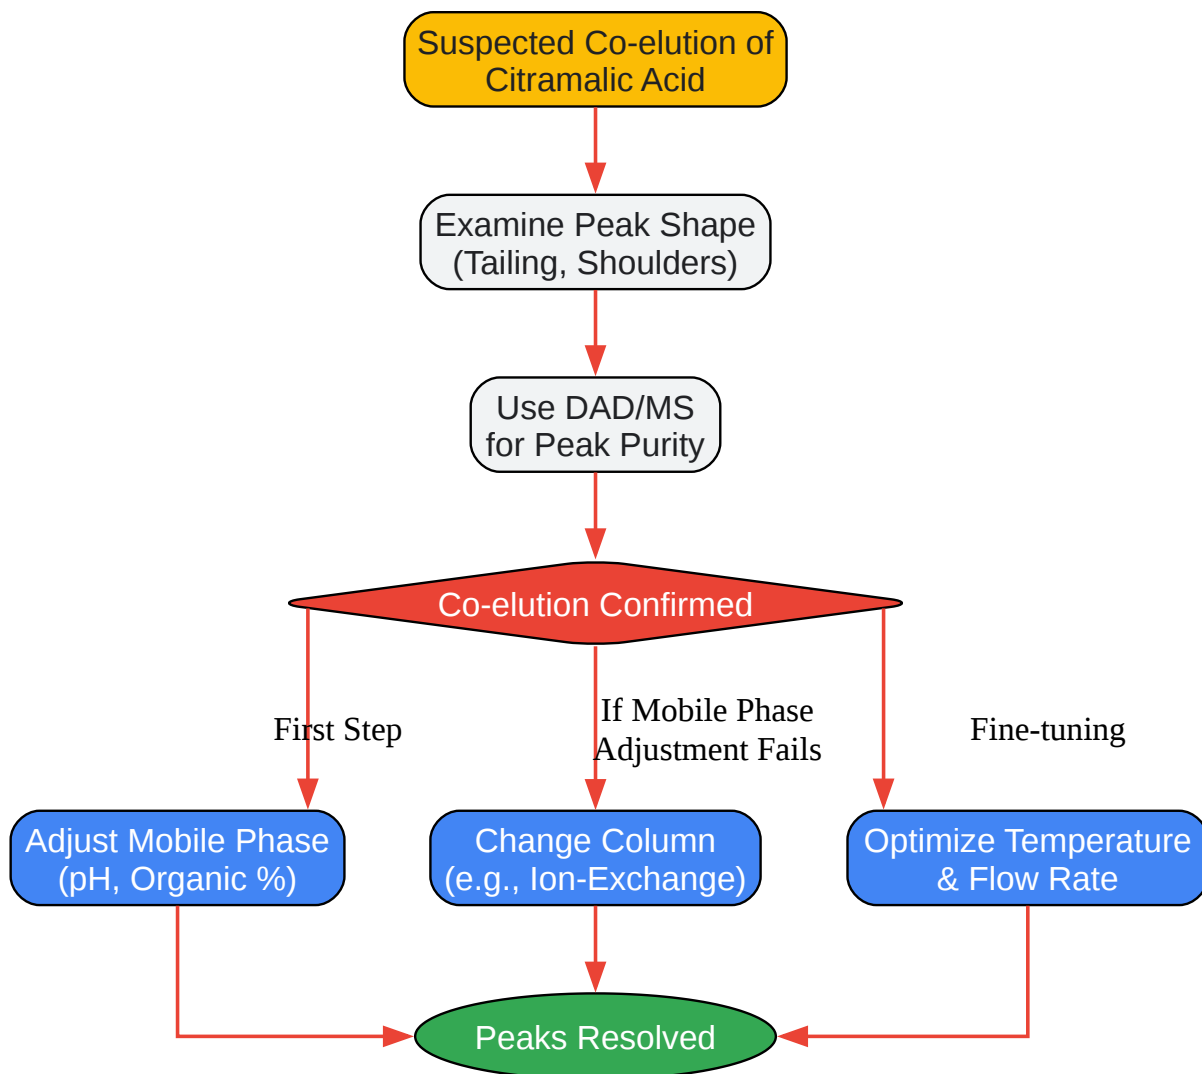 Suspected Co-elution of
Citramalic Acid
Examine Peak Shape
(Tailing, Shoulders)
Use DAD/MS
for Peak Purity
Co-elution Confirmed
First Step
If Mobile Phase
Adjustment Fails
Fine-tuning
Adjust Mobile Phase
(pH, Organic %)
Change Column
(e.g., Ion-Exchange)
Optimize Temperature
& Flow Rate
Peaks Resolved